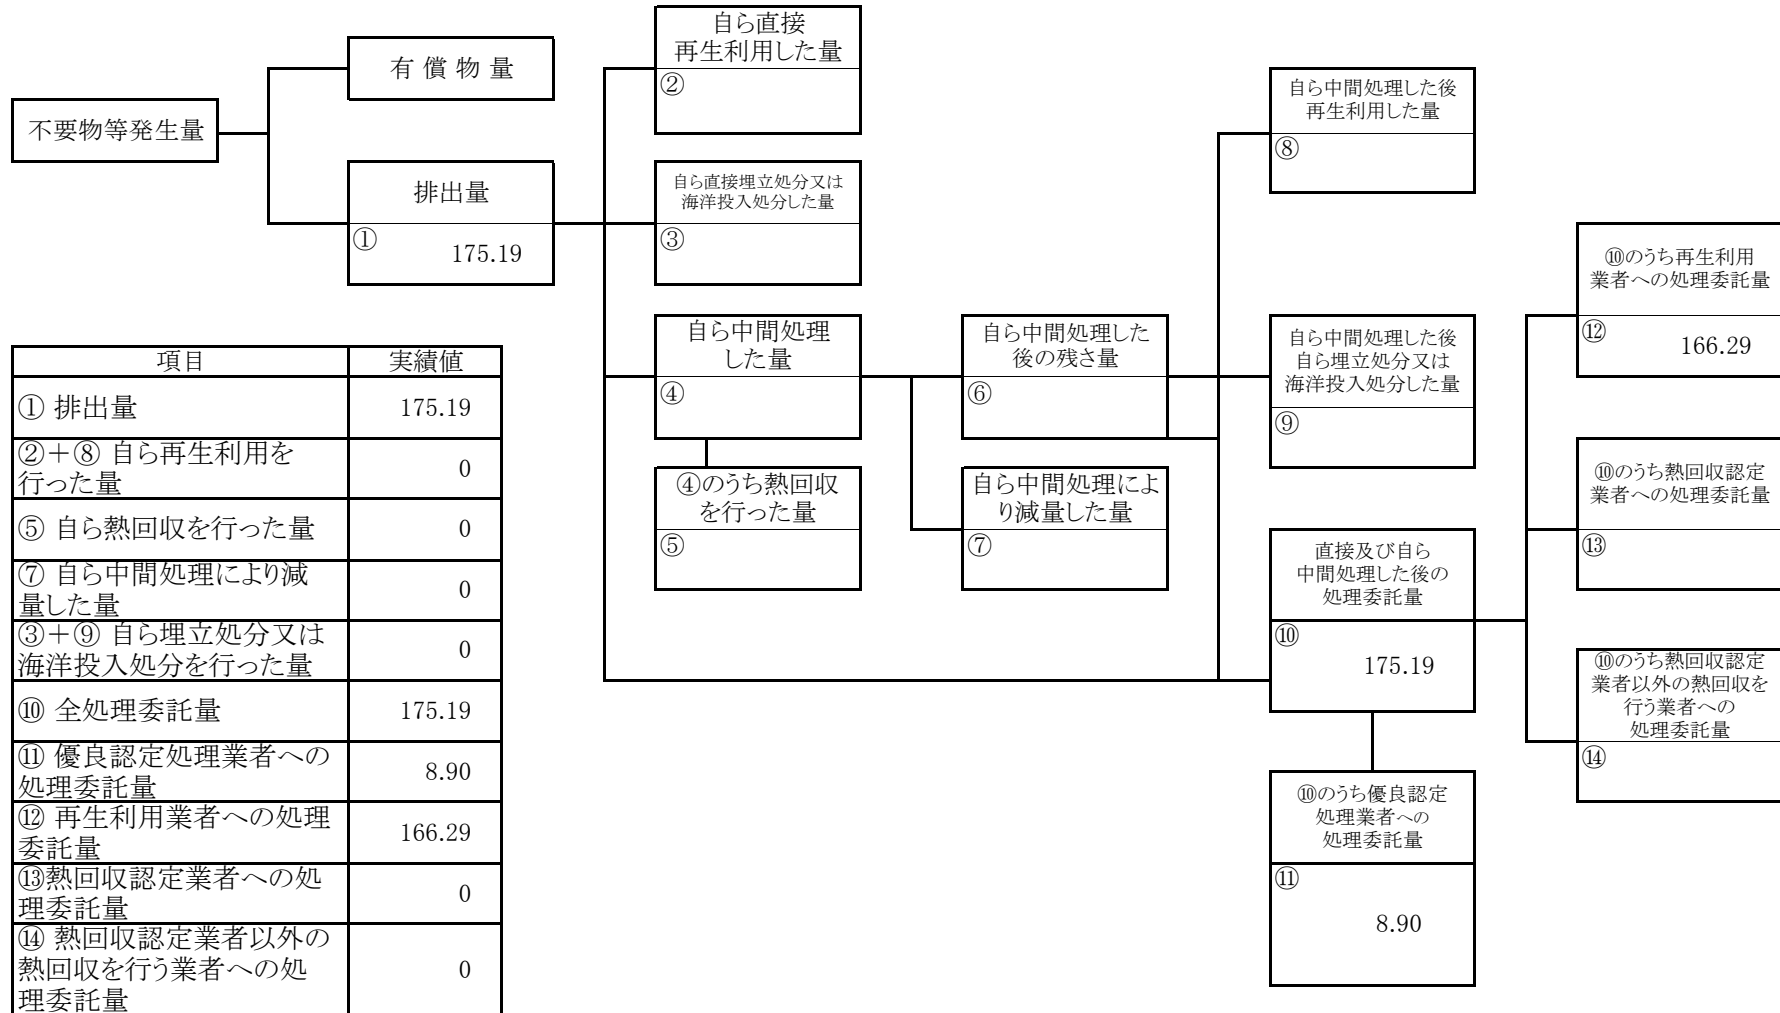 不要物等発生量
有 償 物 量
排出量
①
175.19
自ら直接
再生利用した量
②
自ら直接埋立処分又は
海洋投入処分した量
③
自ら中間処理
した量
④
④のうち熱回収
を行った量
⑤
自ら中間処理した
後の残さ量
⑥
自ら中間処理によ
り減量した量
⑦
自ら中間処理した後
再生利用した量
⑧
自ら中間処理した後
自ら埋立処分又は
海洋投入処分した量
⑨
直接及び自ら
中間処理した後の
処理委託量
⑩
175.19
⑩のうち優良認定
処理業者への
処理委託量
⑪
8.90
⑩のうち再生利用
業者への処理委託量
⑫
166.29
⑩のうち熱回収認定
業者への処理委託量
⑬
⑩のうち熱回収認定
業者以外の熱回収を
行う業者への
処理委託量
⑭
項目 実績値
① 排出量 175.19
②＋⑧ 自ら再生利用を
行った量 0
⑤ 自ら熱回収を行った量 0
⑦ 自ら中間処理により減
量した量 0
③＋⑨ 自ら埋立処分又は
海洋投入処分を行った量 0
⑩ 全処理委託量 175.19
⑪ 優良認定処理業者への
処理委託量 8.90
⑫ 再生利用業者への処理
委託量 166.29
⑬熱回収認定業者への処
理委託量 0
⑭ 熱回収認定業者以外の
熱回収を行う業者への処
理委託量 0